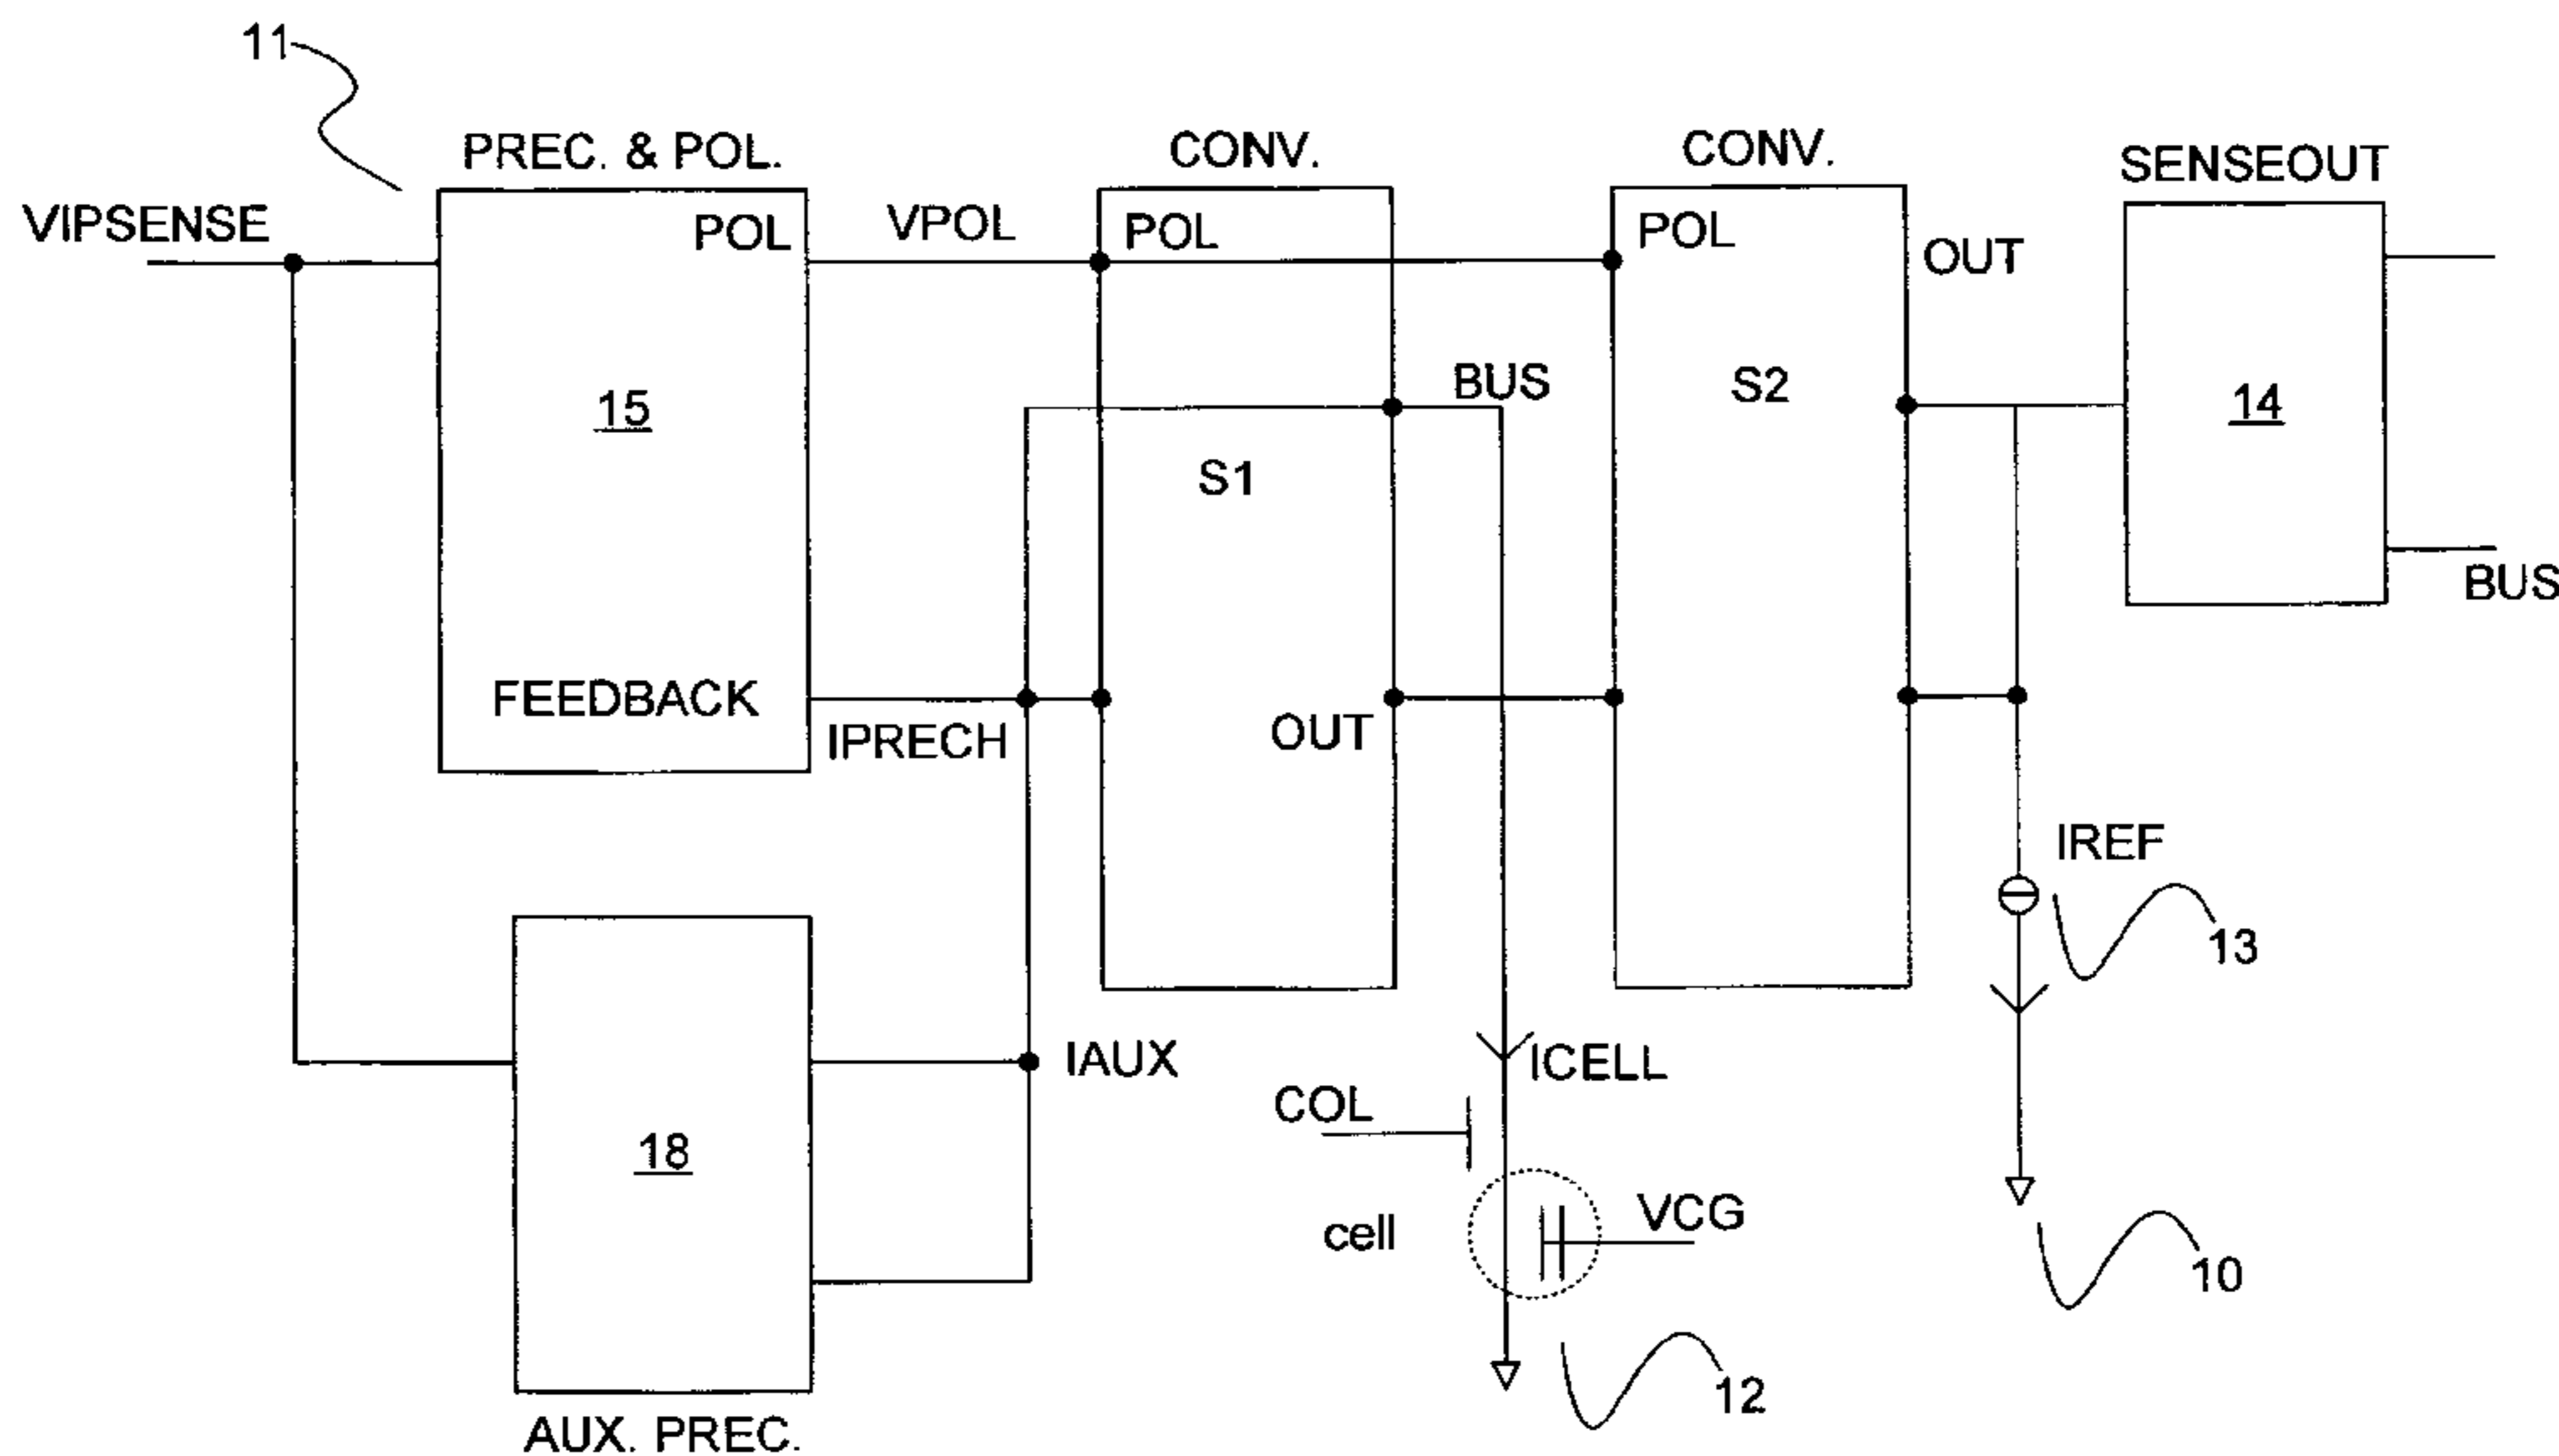 11
PREC. & POL.
CONV.
CONV.
SENSEOUT
VIPSENSE
POL
VPOL
POL
POL
OUT
15
BUS
S2
14
S1
BUS
FEEDBACK
IPRECH
OUT
IREF
13
IAUX
ICELL
COL
18
cell
VCG
10
12
AUX. PREC.